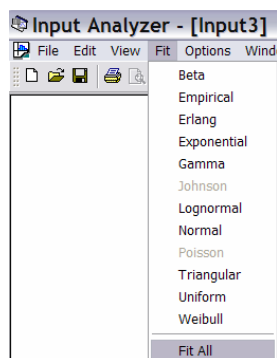 Input Analyzer - [Input3]
File Edit View Fit Options
Beta
Empirical
Erlang
Exponential
Gamma
Johnson
Lognormal
Normal
Poisson
Triangular
Uniform
Weibull
Fit All